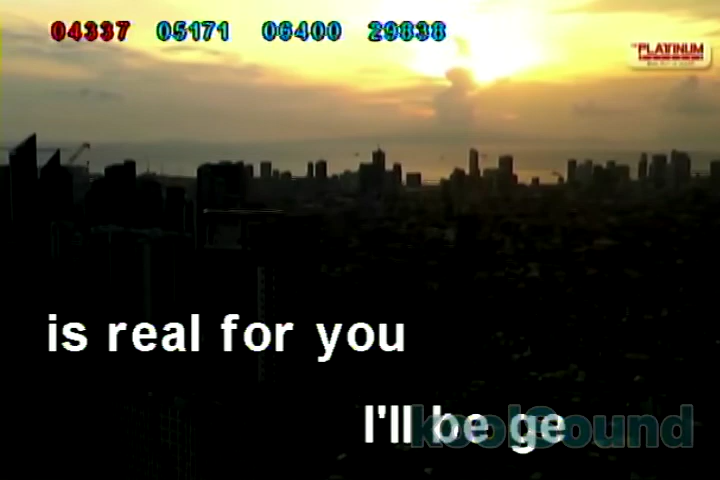 04337 05171 06400 29838
PLATINUM
is real for you
I'll be ge
koolSound